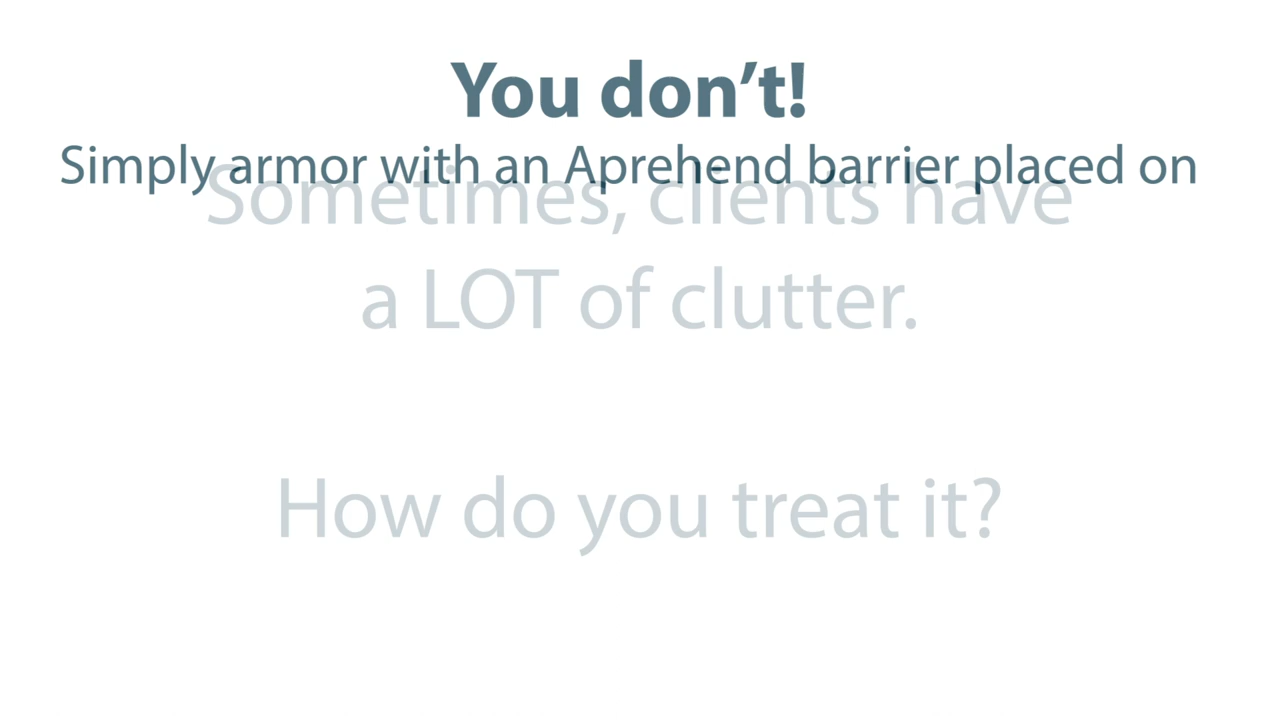 You don’t!
Simply armor with an Aprehend barrier placed on
Sometimes, clients have
a LOT of clutter.
How do you treat it?